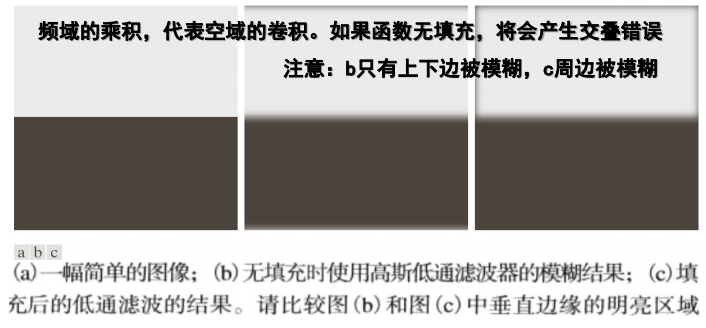 频域的乘积，代表空域的卷积。如果函数无填充，将会产生交叠错误
注意：b只有上下边被模糊，c周边被模糊
a b c
(a)一幅简单的图像；(b)无填充时使用高斯低通滤波器的模糊结果；(c)填
充后的低通滤波的结果。请比较图(b)和图(c)中垂直边缘的明亮区域